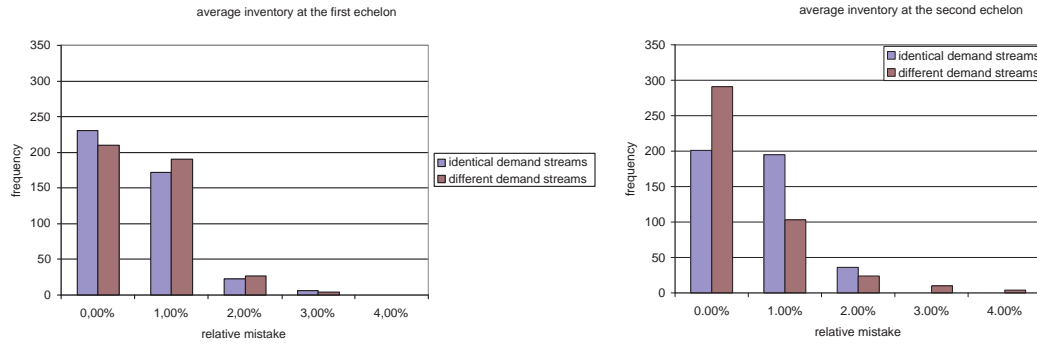 average inventory at the first echelon
350
300
250
200
150
100
50
0
frequency
0,00% 1,00% 2,00% 3,00% 4,00%
relative mistake
identical demand streams
different demand streams
average inventory at the second echelon
350
300
250
200
150
100
50
0
frequency
0.00% 1.00% 2.00% 3.00% 4.00%
relative mistake
identical demand streams
different demand streams